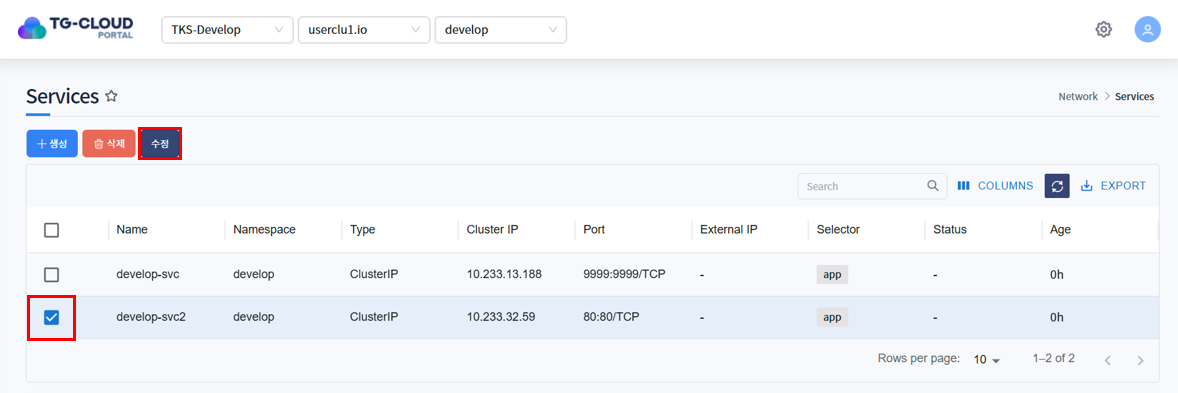 TG-CLOUD
PORTAL
TKS-Develop userclu1.io develop
Services
Network > Services
생성 삭제 수정
Search COLUMNS EXPORT
Name Namespace Type Cluster IP Port External IP Selector Status Age
develop-svc develop ClusterIP 10.233.13.188 9999:9999/TCP - app - 0h
develop-svc2 develop ClusterIP 10.233.32.59 80:80/TCP - app - 0h
Rows per page: 10 1–2 of 2